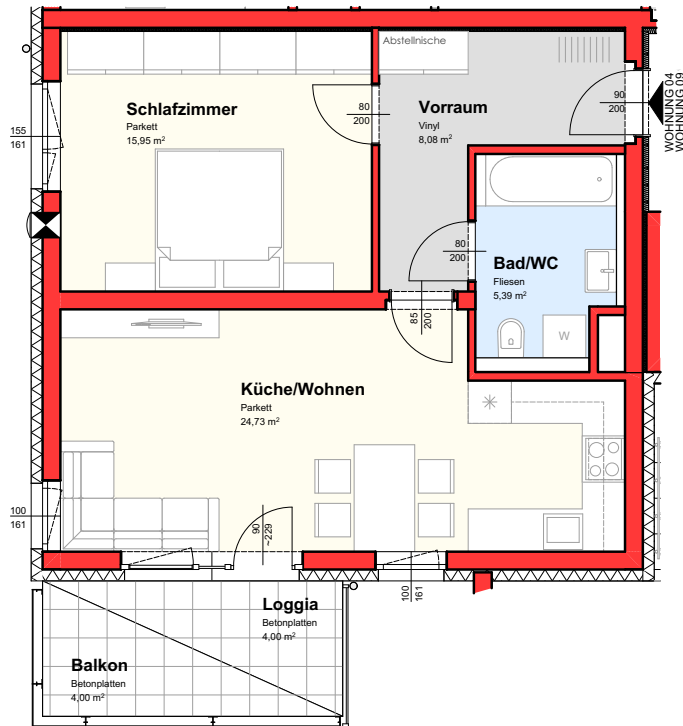 Abstellnische
Schlafzimmer
Parkett
15,95 m²
80
200
Vorraum
Vinyl
8,08 m²
90
200
WOHNUNG 04
WOHNUNG 09
155
161
80
200
Bad/WC
Fliesen
5,39 m²
W
85
200
Küche/Wohnen
Parkett
24,73 m²
100
161
90
~229
100
161
Loggia
Betonplatten
4,00 m²
Balkon
Betonplatten
4,00 m²